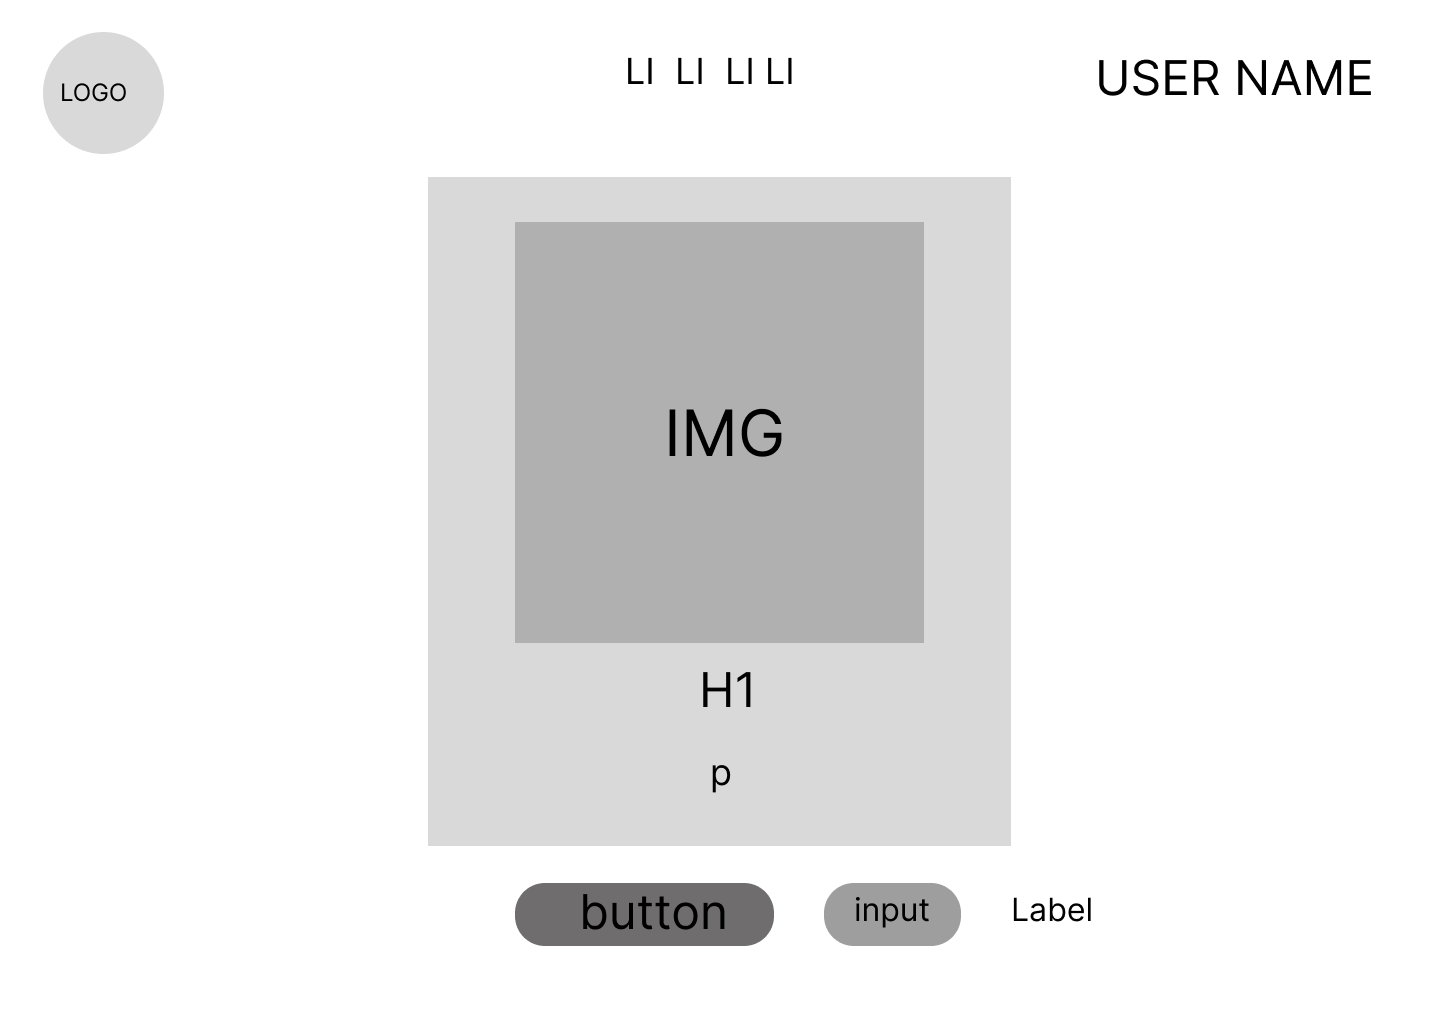 LOGO
LI LI LI LI
USER NAME
IMG
H1
p
button
input
Label